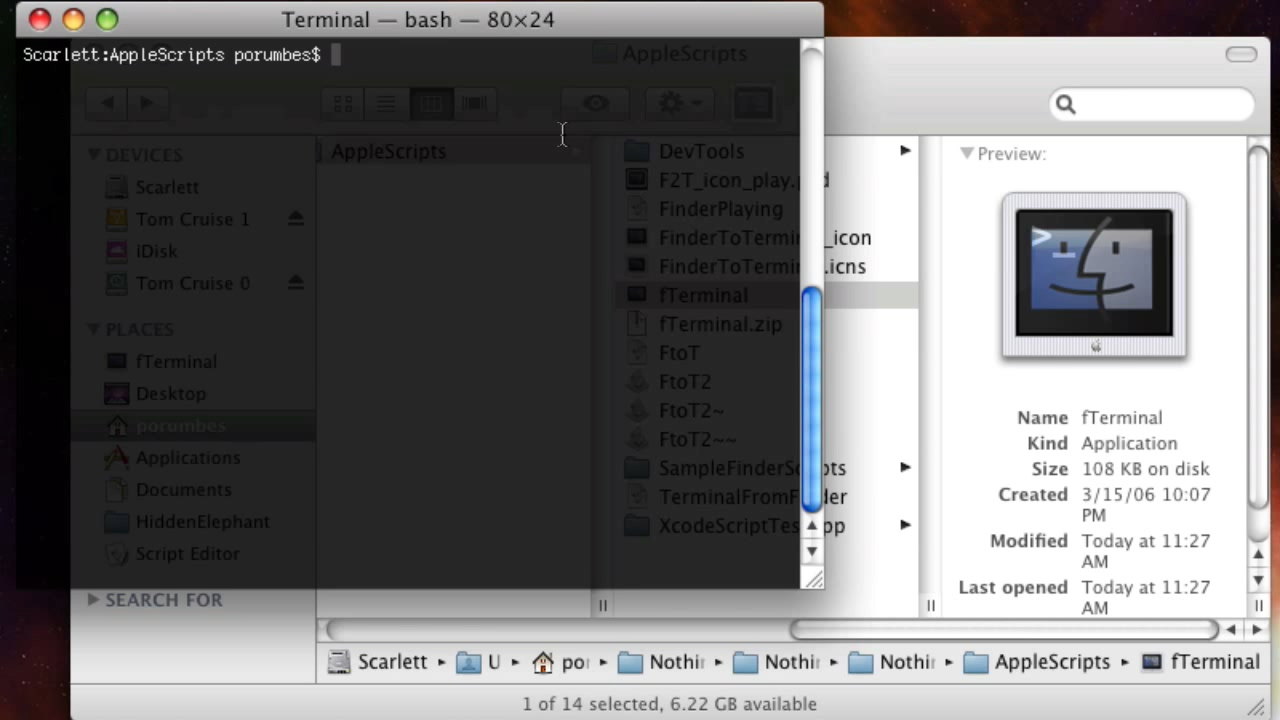 Terminal — bash — 80×24
Scarlett:AppleScripts porumbes$
AppleScripts
DEVICES
Scarlett
Tom Cruise 1
iDisk
Tom Cruise 0
PLACES
fTerminal
Desktop
porumbes
Applications
Documents
HiddenElephant
Script Editor
SEARCH FOR
AppleScripts
DevTools
F2T_icon_play.p d
FinderPlaying
FinderToTermin _icon
FinderToTermin .icns
fTerminal
fTerminal.zip
FtoT
FtoT2
FtoT2~
FtoT2~~
SampleFinderSc pts
TerminalFromF der
XcodeScriptTes pp
Preview:
>
Name fTerminal
Kind Application
Size 108 KB on disk
Created 3/15/06 10:07
PM
Modified Today at 11:27
AM
Last opened Today at 11:27
AM
Scarlett ▸ U ▸ po ▸ Nothi ▸ Nothi ▸ Nothi ▸ AppleScripts ▸ fTerminal
1 of 14 selected, 6.22 GB available